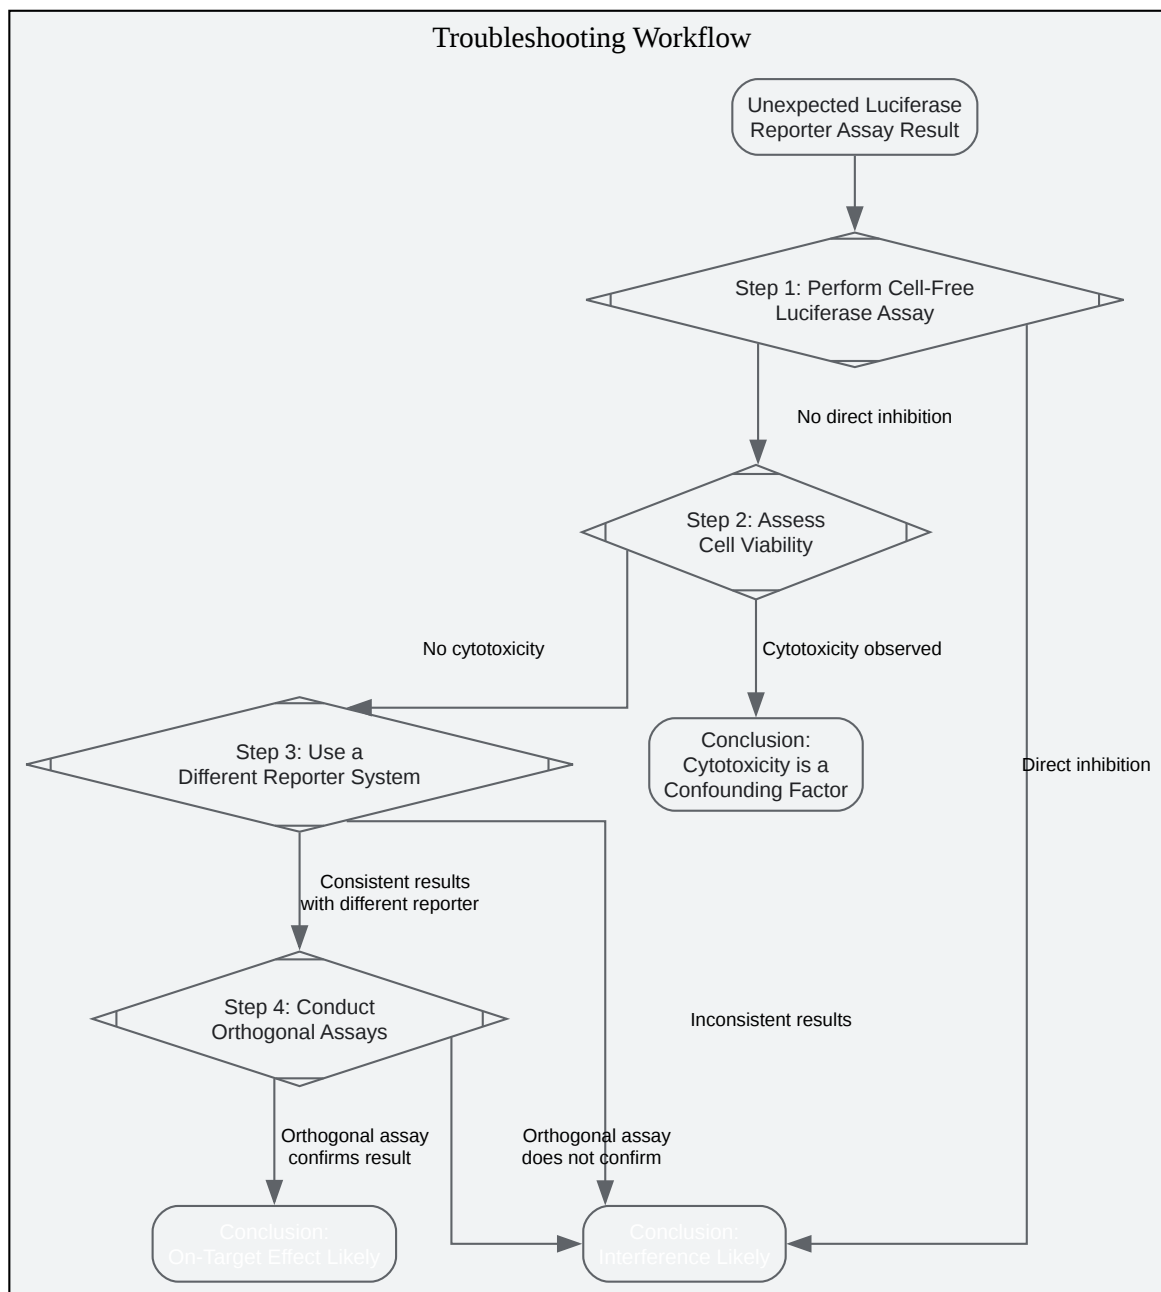 Troubleshooting Workflow
Unexpected Luciferase
Reporter Assay Result
Step 1: Perform Cell-Free
Luciferase Assay
No direct inhibition
Step 2: Assess
Cell Viability
No cytotoxicity
Cytotoxicity observed
Step 3: Use a
Different Reporter System
Conclusion:
Cytotoxicity is a
Confounding Factor
Direct inhibition
Consistent results
with different reporter
Step 4: Conduct
Orthogonal Assays
Inconsistent results
Orthogonal assay
confirms result
Orthogonal assay
does not confirm
Conclusion:
On-Target Effect Likely
Conclusion:
Interference Likely